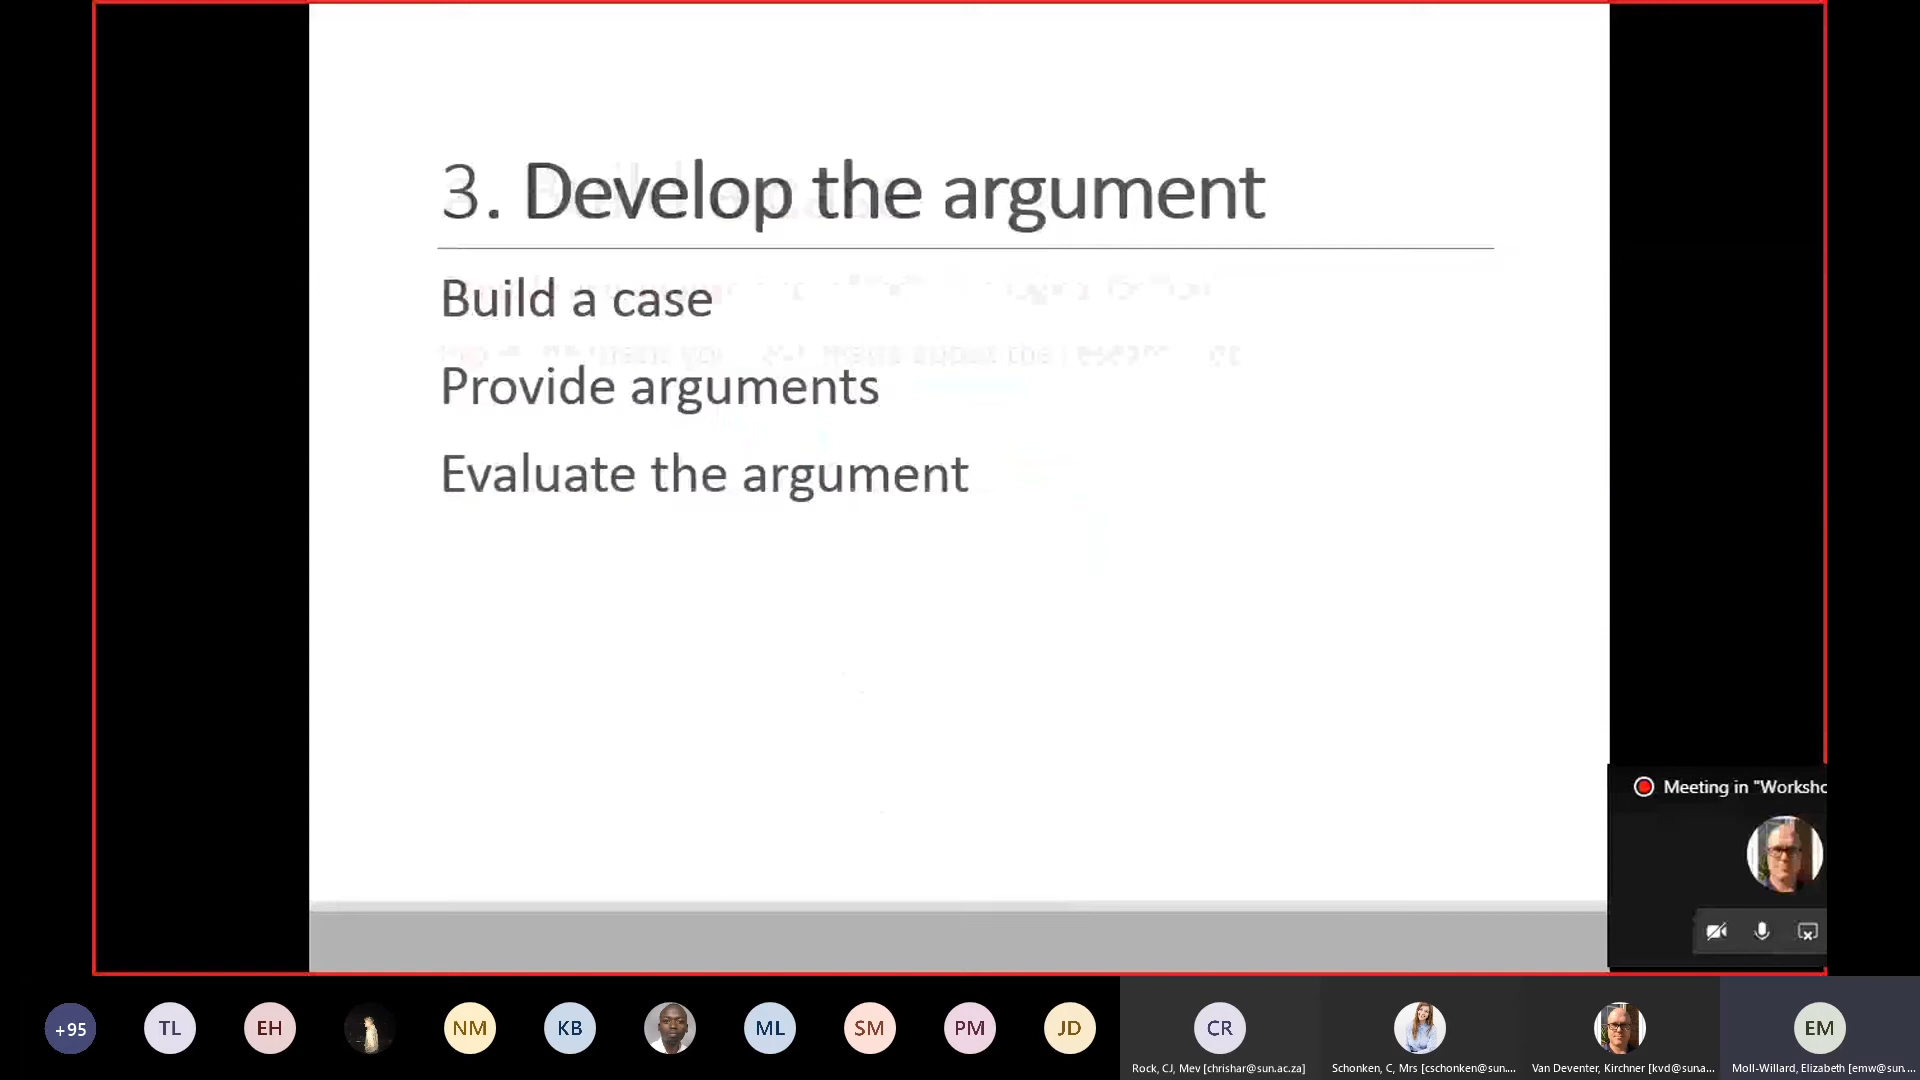 3. Develop the argument
Build a case
Provide arguments
Evaluate the argument
Meeting in "Worksho
+95
TL
EH
NM
KB
ML
SM
PM
JD
CR
EM
Rock, CJ, Mev [chrishar@sun.ac.za]
Schonken, C, Mrs [cschonken@sun....
Van Deventer, Kirchner [kvd@suna...
Moll-Willard, Elizabeth [emw@sun....